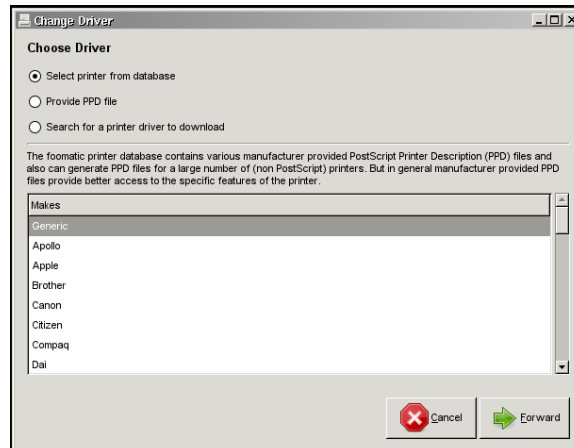 Change Driver
Choose Driver
Select printer from database
Provide PPD file
Search for a printer driver to download
The foomatic printer database contains various manufacturer provided PostScript Printer Description (PPD) files and
also can generate PPD files for a large number of (non PostScript) printers. But in general manufacturer provided PPD
files provide better access to the specific features of the printer.
Makes
Generic
Apollo
Apple
Brother
Canon
Citizen
Compaq
Dai
Cancel Forward